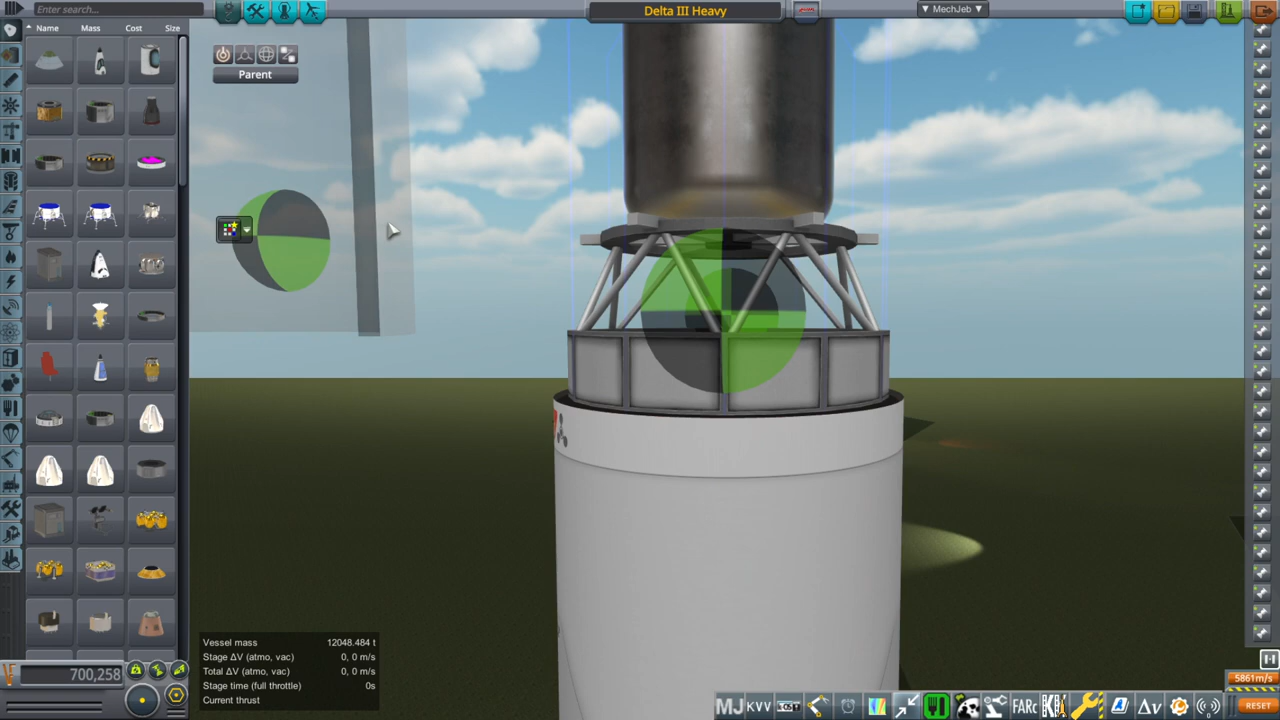 Enter search...
Delta III Heavy
▼ MechJeb ▼
Name Mass Cost Size
Parent
Vessel mass 12048.484 t
Stage ΔV (atmo, vac) 0, 0 m/s
Total ΔV (atmo, vac) 0, 0 m/s
Stage time (full throttle) 0s
Current thrust
700,258
5861m/s
MJ KVV FARc Δv RESET